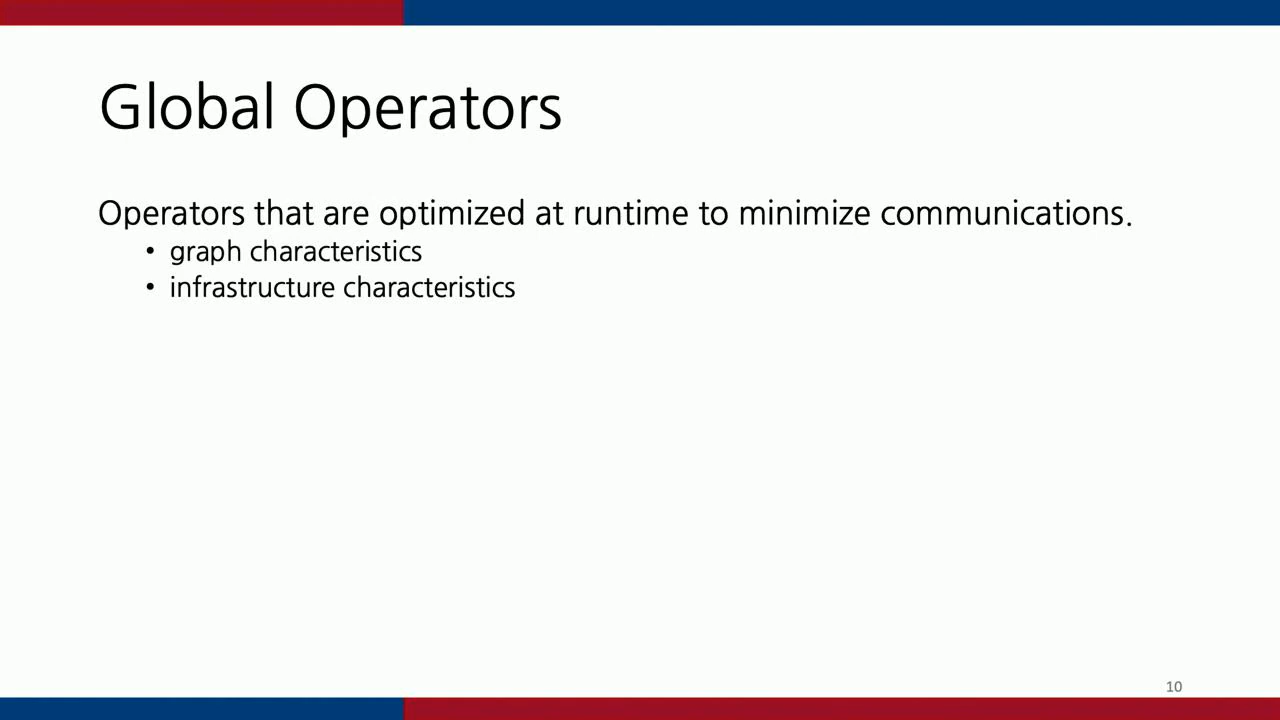 Global Operators
Operators that are optimized at runtime to minimize communications.
• graph characteristics
• infrastructure characteristics
10